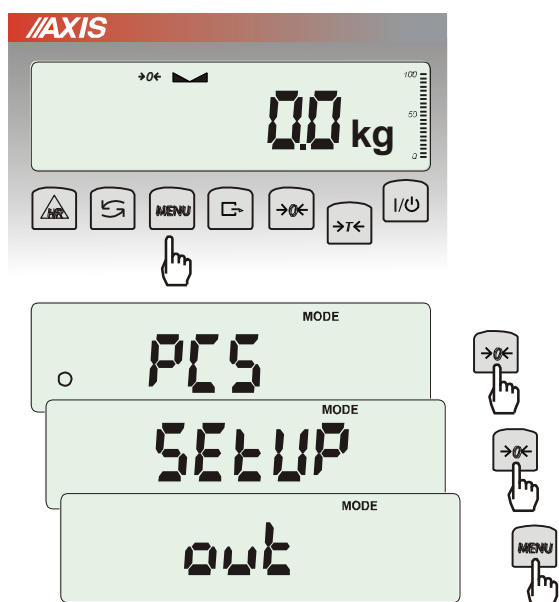 //AXIS
→0←
100
50
0
0.0 kg
HR
MENU
→0←
→T←
I/⏻
MODE
PCS
→0←
MODE
SEtUP
→0←
MODE
out
MENU